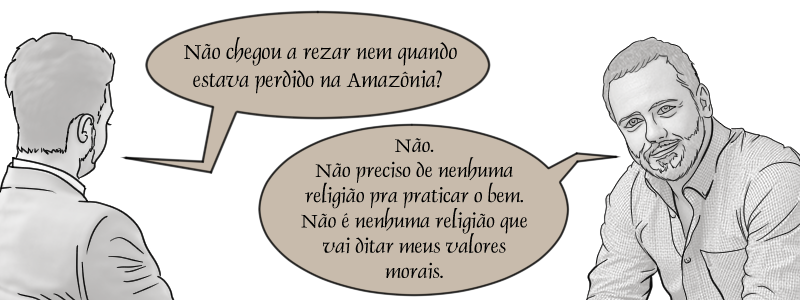 Não chegou a rezar nem quando
estava perdido na Amazônia?
Não.
Não preciso de nenhuma
religião pra praticar o bem.
Não é nenhuma religião que
vai ditar meus valores
morais.